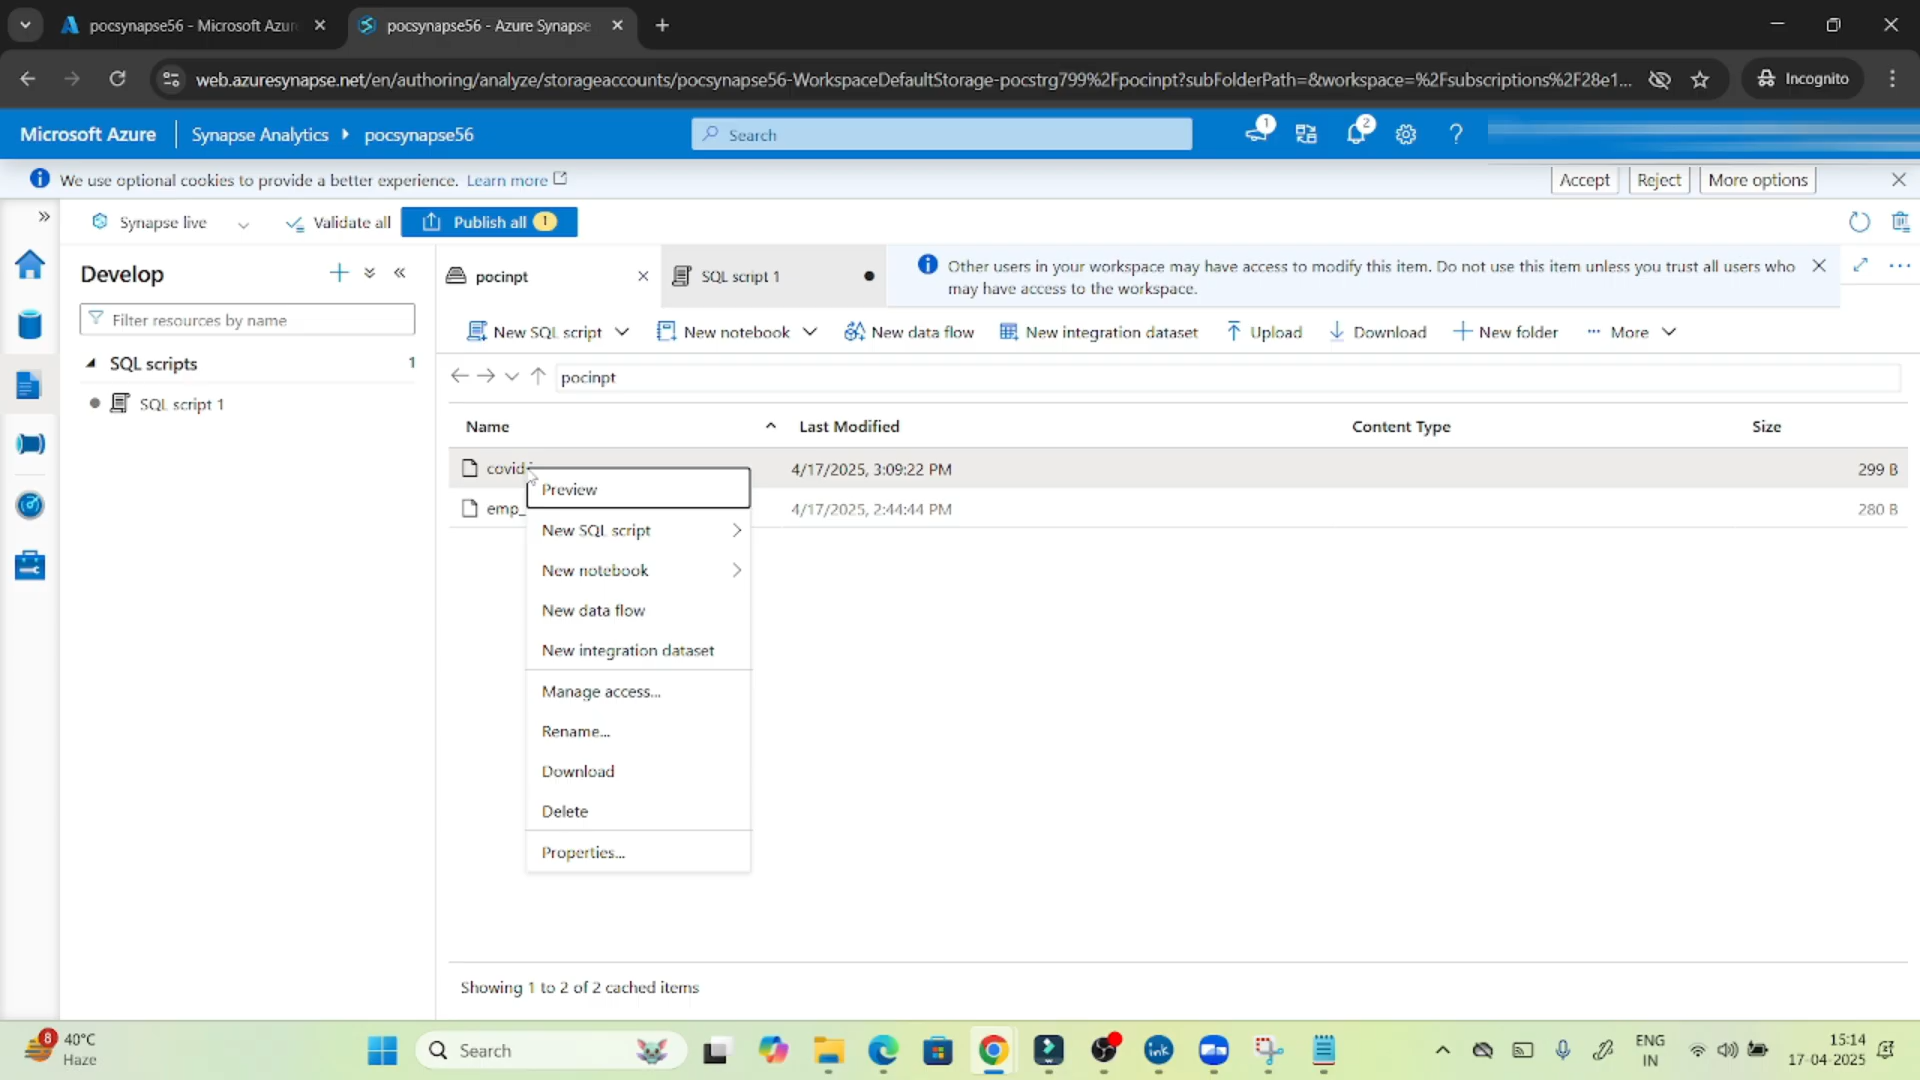 pocsynapse56 - Microsoft Azur
pocsynapse56 - Azure Synapse
web.azuresynapse.net/en/authoring/analyze/storageaccounts/pocsynapse56-WorkspaceDefaultStorage-pocstrg799%2Fpocinpt?subFolderPath=&workspace=%2Fsubscriptions%2F28e1...
Incognito
Microsoft Azure
Synapse Analytics
pocsynapse56
Search
1
2
We use optional cookies to provide a better experience. Learn more
Accept
Reject
More options
Synapse live
Validate all
Publish all 1
Develop
Filter resources by name
SQL scripts 1
SQL script 1
pocinpt
SQL script 1
Other users in your workspace may have access to modify this item. Do not use this item unless you trust all users who
may have access to the workspace.
New SQL script
New notebook
New data flow
New integration dataset
Upload
Download
New folder
More
pocinpt
Name
Last Modified
Content Type
Size
covid
4/17/2025, 3:09:22 PM
299 B
emp_
4/17/2025, 2:44:44 PM
280 B
Preview
New SQL script
New notebook
New data flow
New integration dataset
Manage access...
Rename...
Download
Delete
Properties...
Showing 1 to 2 of 2 cached items
8
40°C
Haze
Search
ink
ENG
IN
15:14
17-04-2025